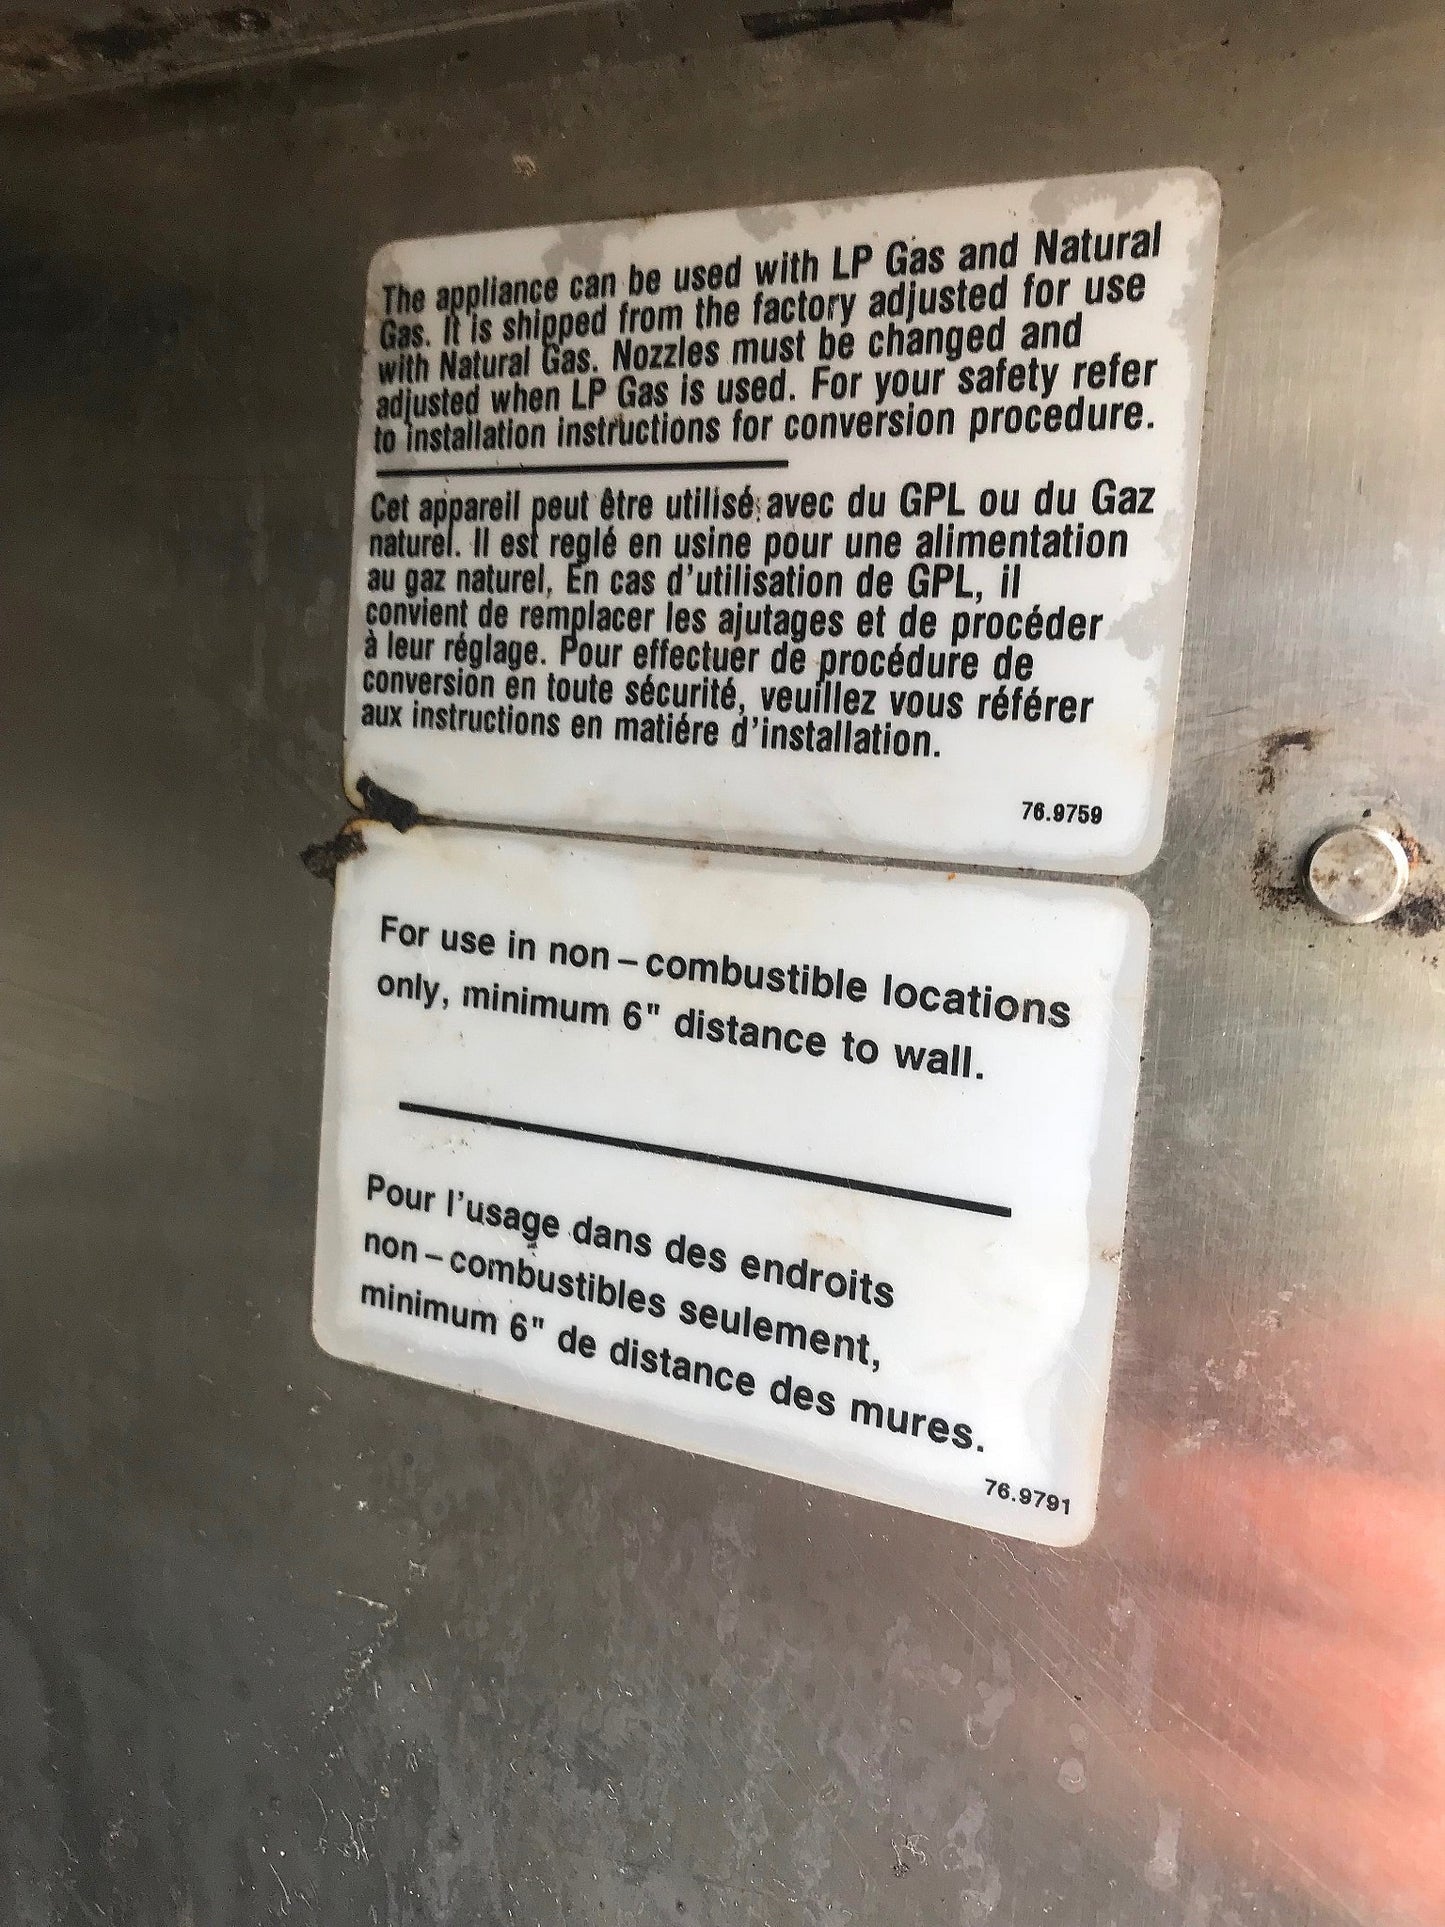 The appliance can be used with LP Gas and Natural
Gas. It is shipped from the factory adjusted for use
with Natural Gas. Nozzles must be changed and
adjusted when LP Gas is used. For your safety refer
to installation instructions for conversion procedure.
Cet appareil peut être utilisé avec du GPL ou du Gaz
naturel. Il est reglé en usine pour une alimentation
au gaz naturel, En cas d'utilisation de GPL, il
convient de remplacer les ajutages et de procéder
à leur réglage. Pour effectuer de procédure de
conversion en toute sécurité, veuillez vous référer
aux instructions en matiére d'installation.
76.9759
For use in non–combustible locations
only, minimum 6" distance to wall.
Pour l'usage dans des endroits
non–combustibles seulement,
minimum 6" de distance des mures.
76.9791